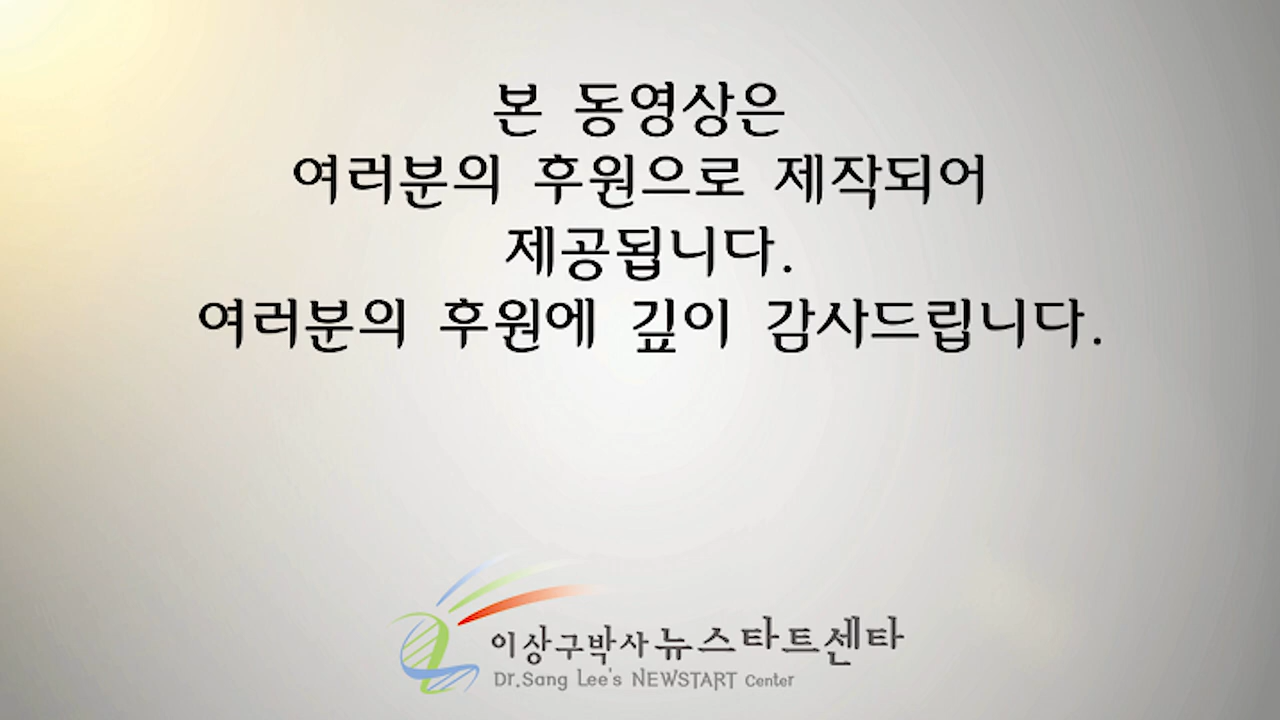 본 동영상은
여러분의 후원으로 제작되어
제공됩니다.
여러분의 후원에 깊이 감사드립니다.
이상구박사 뉴스타트센타
Dr.Sang Lee's NEWSTART Center